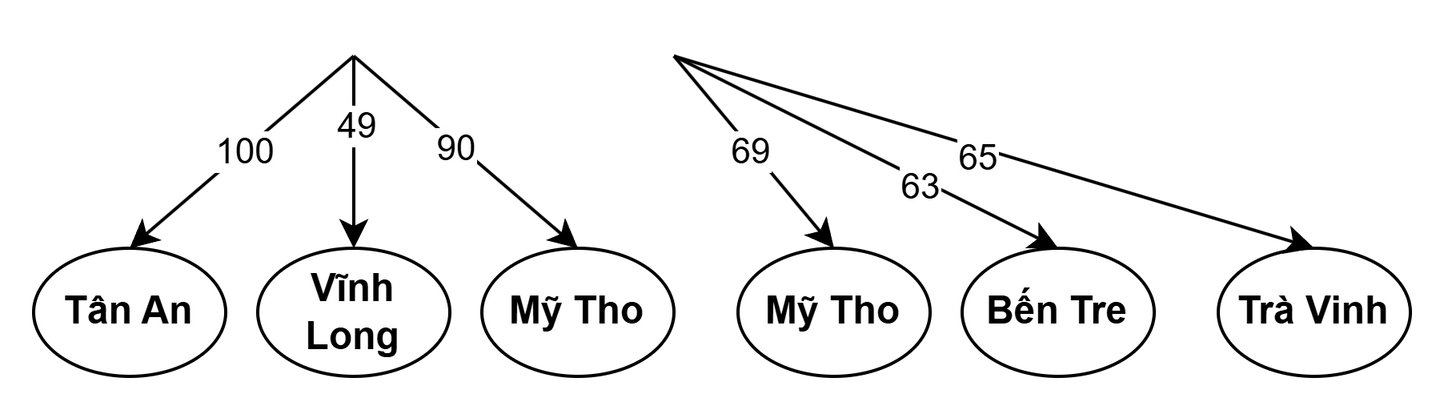 100
49
90
69
63
65
Tân An
Vĩnh
Long
Mỹ Tho
Mỹ Tho
Bến Tre
Trà Vinh